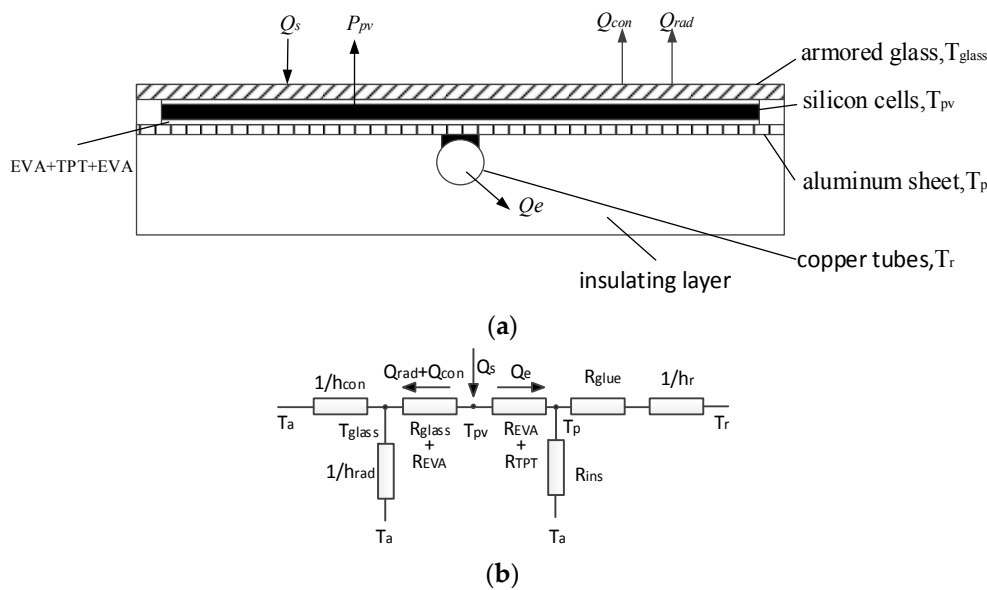 Qs
Ppv
Qcon
Qrad
armored glass,Tglass
silicon cells,Tpv
EVA+TPT+EVA
aluminum sheet,Tp
Qe
copper tubes,Tr
insulating layer
(a)
Qrad+Qcon
Qs
Qe
1/hcon
Rglue
1/hr
Ta
Tglass
Rglass
+
REVA
Tpv
REVA
+
RTPT
Tp
Tr
1/hrad
Rins
Ta
Ta
(b)